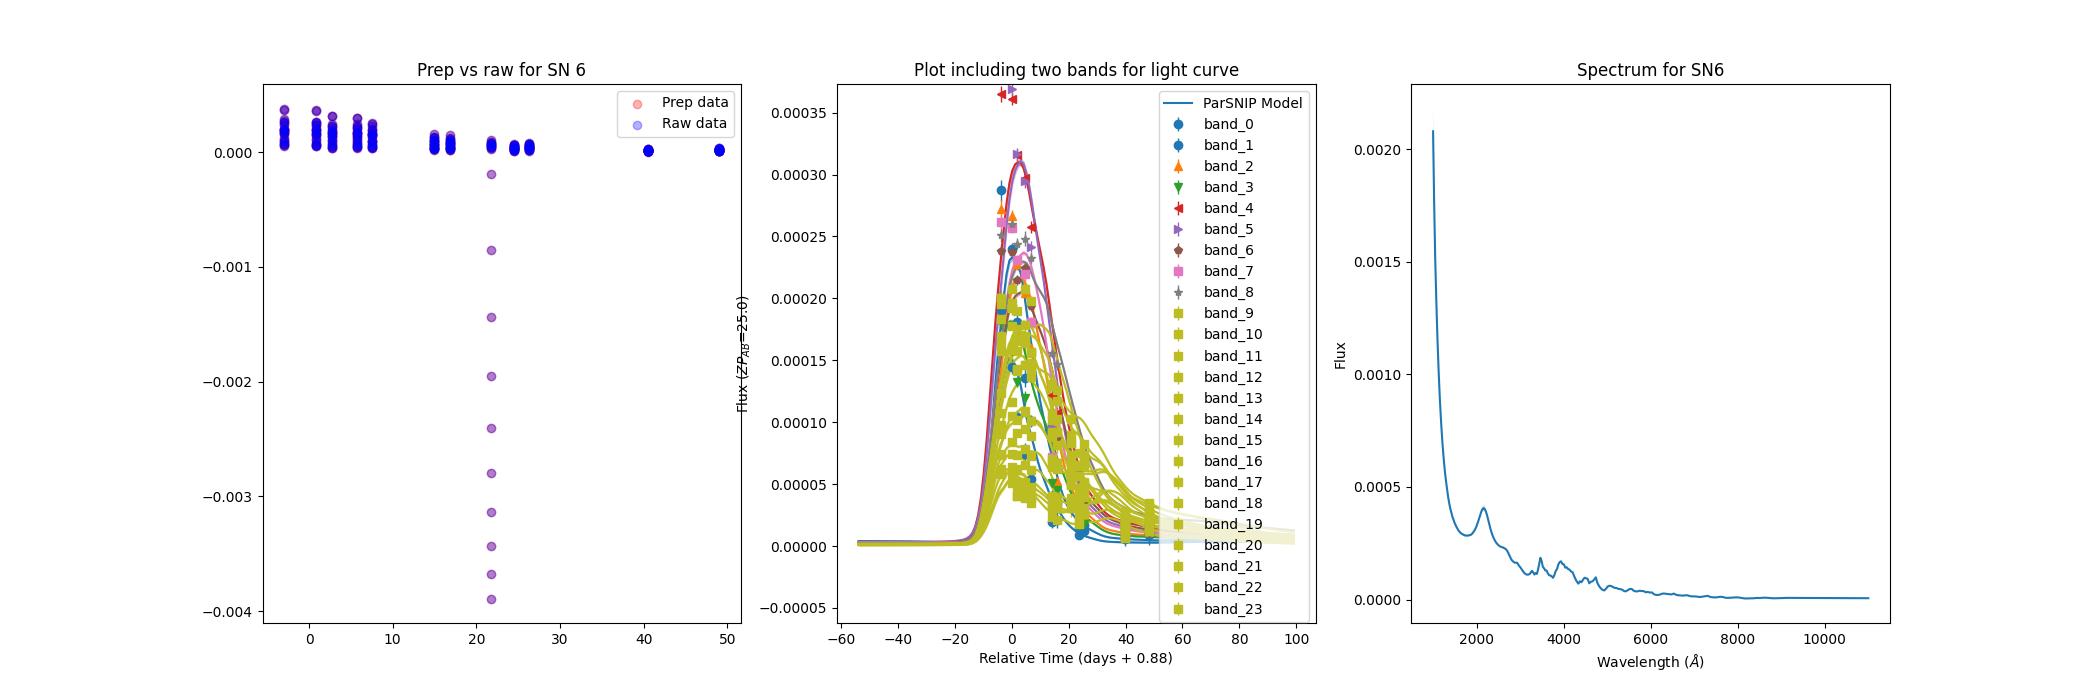 Prep vs raw for SN 6
Prep data
Raw data
0.000
−0.001
−0.002
−0.003
−0.004
0 10 20 30 40 50
Plot including two bands for light curve
Flux (ZP_AB=25.0)
0.00035
0.00030
0.00025
0.00020
0.00015
0.00010
0.00005
0.00000
−0.00005
ParSNIP Model
band_0
band_1
band_2
band_3
band_4
band_5
band_6
band_7
band_8
band_9
band_10
band_11
band_12
band_13
band_14
band_15
band_16
band_17
band_18
band_19
band_20
band_21
band_22
band_23
−60 −40 −20 0 20 40 60 80 100
Relative Time (days + 0.88)
Spectrum for SN6
Flux
0.0020
0.0015
0.0010
0.0005
0.0000
2000 4000 6000 8000 10000
Wavelength (Å)